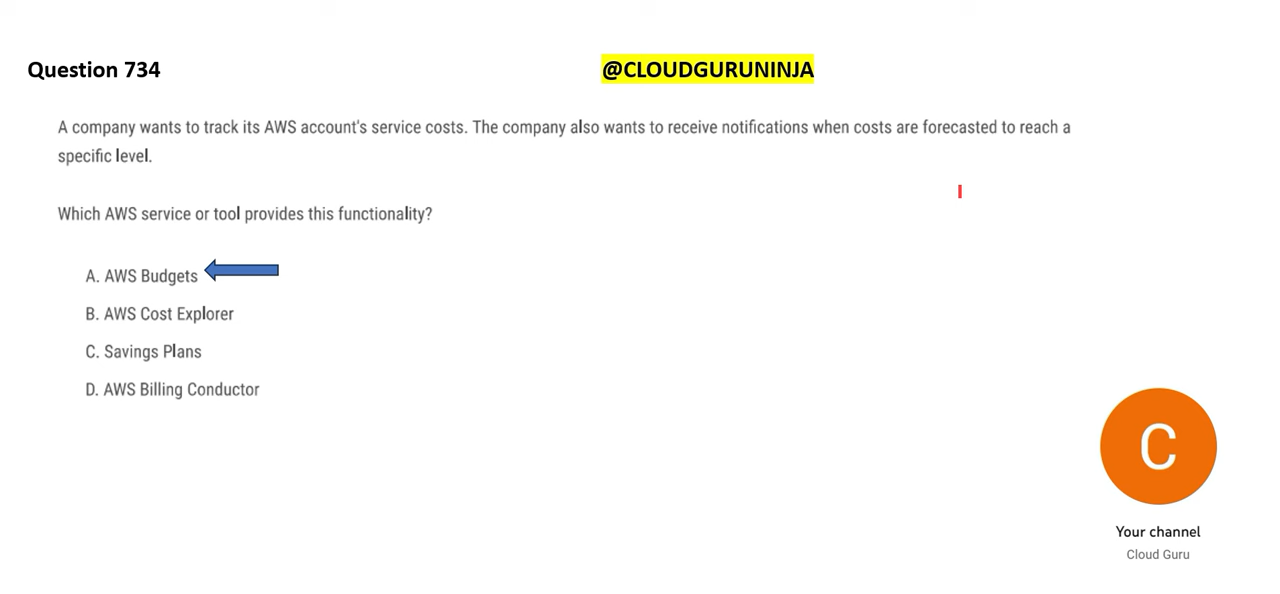 Question 734
@CLOUDGURUNINJA
A company wants to track its AWS account's service costs. The company also wants to receive notifications when costs are forecasted to reach a
specific level.
Which AWS service or tool provides this functionality?
A. AWS Budgets
B. AWS Cost Explorer
C. Savings Plans
D. AWS Billing Conductor
C
Your channel
Cloud Guru